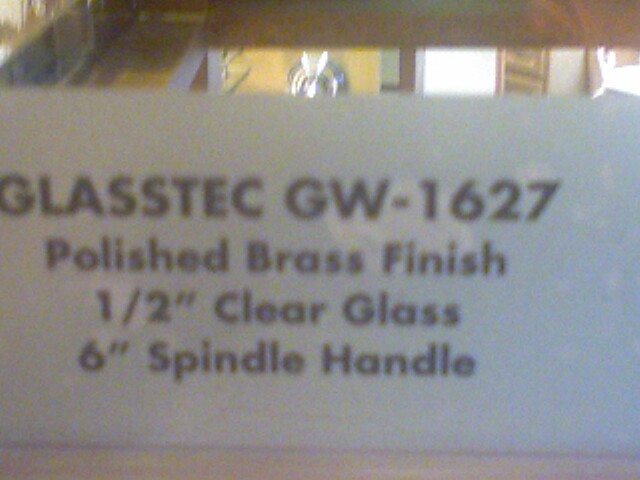 GLASSTEC GW-1627
Polished Brass Finish
1/2" Clear Glass
6" Spindle Handle